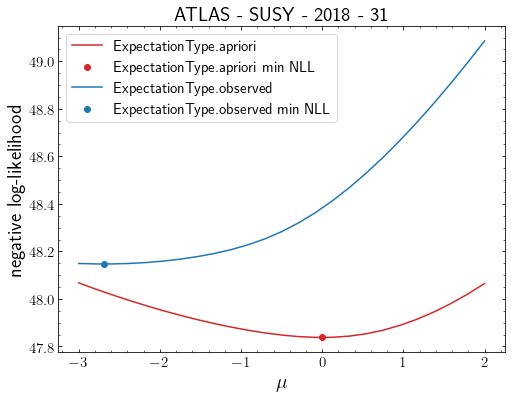 ATLAS - SUSY - 2018 - 31
ExpectationType.apriori
ExpectationType.apriori min NLL
ExpectationType.observed
ExpectationType.observed min NLL
negative log-likelihood
49.0
48.8
48.6
48.4
48.2
48.0
47.8
−3
−2
−1
0
1
2
μ